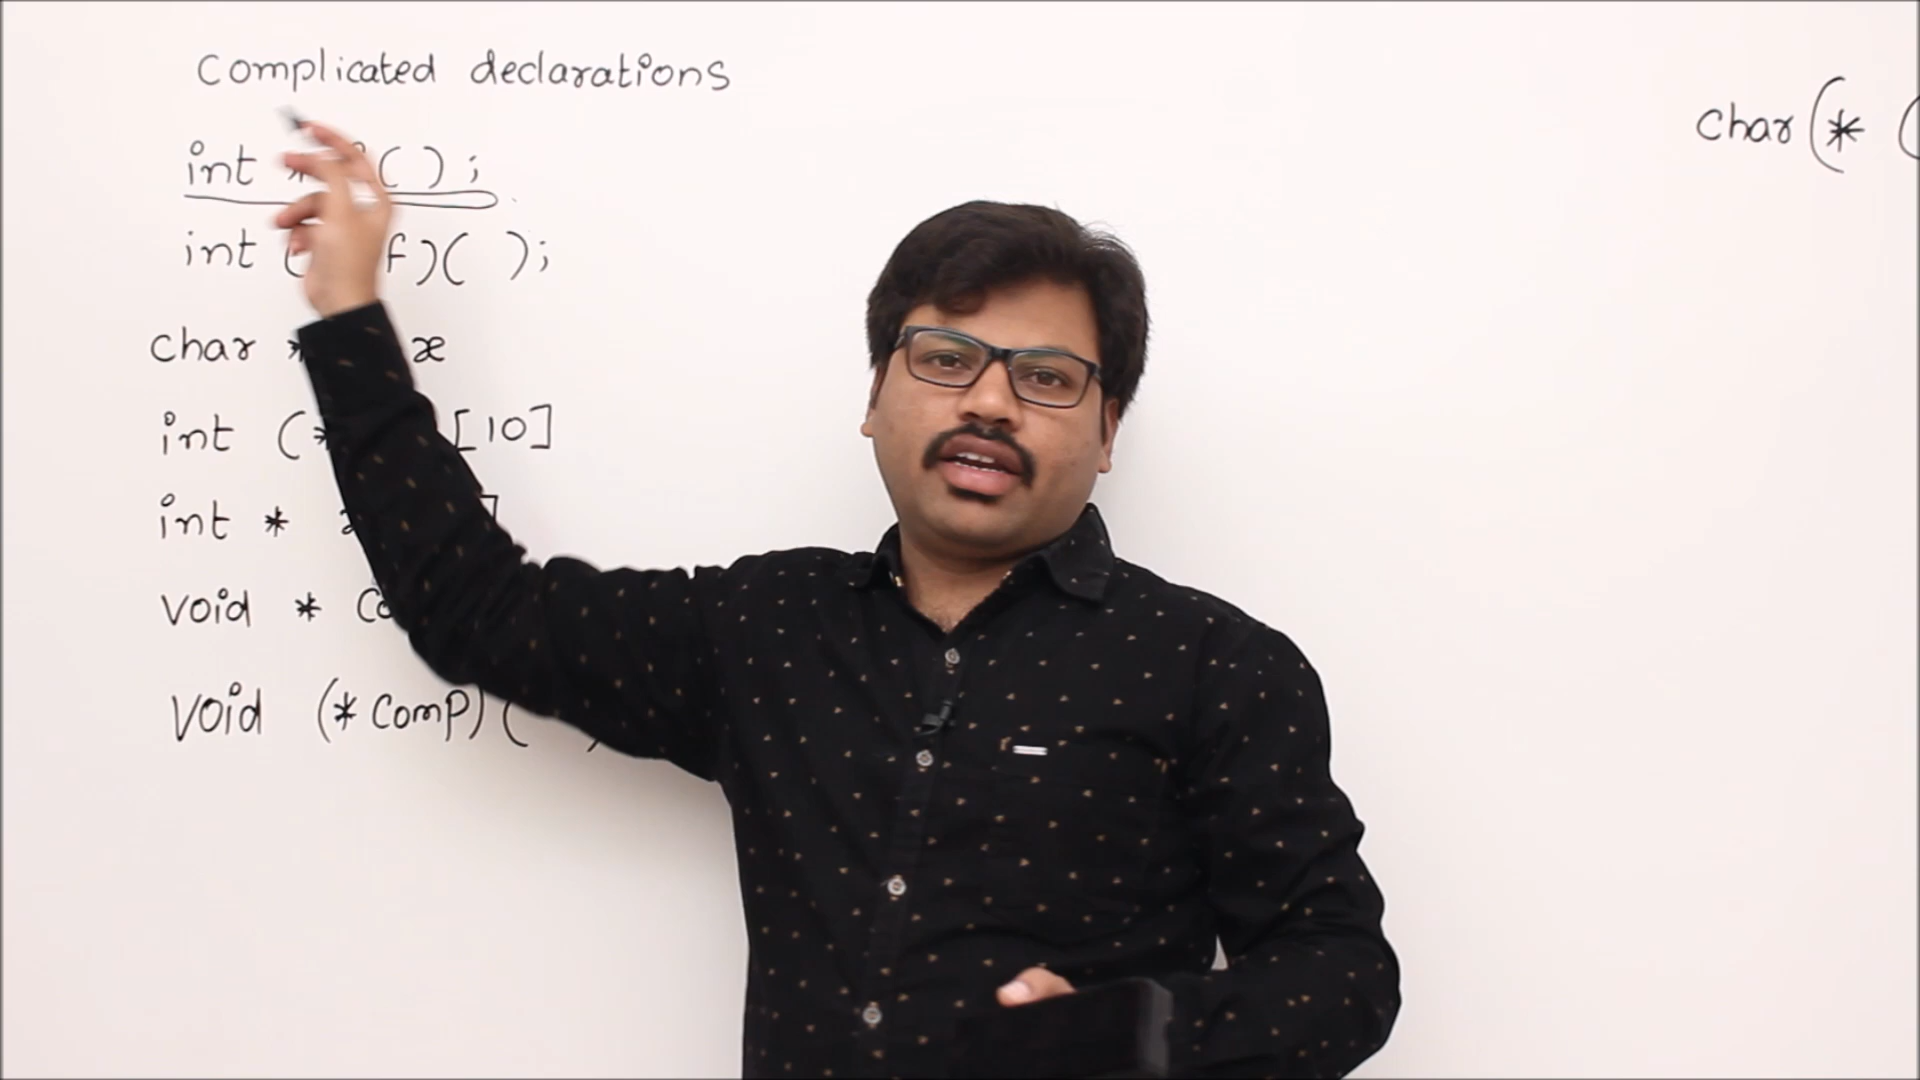 Complicated declarations
int * ( ) ;
int ( f ) ( ) ;
char * x
int ( * [10]
int * ]
void *
void (* comp) (
char (* (